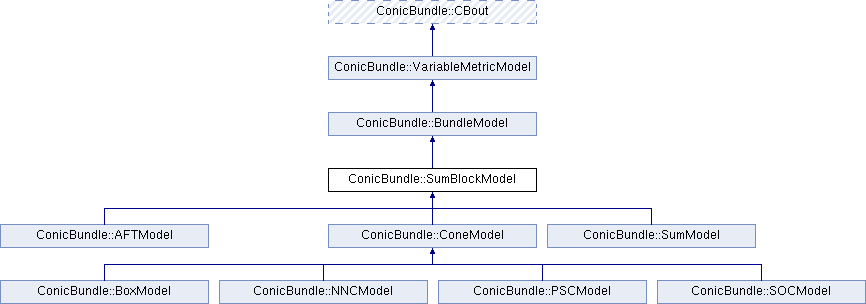 ConicBundle::CBout
ConicBundle::VariableMetricModel
ConicBundle::BundleModel
ConicBundle::SumBlockModel
ConicBundle::AFTModel
ConicBundle::ConeModel
ConicBundle::SumModel
ConicBundle::BoxModel
ConicBundle::NNCModel
ConicBundle::PSCModel
ConicBundle::SOCModel